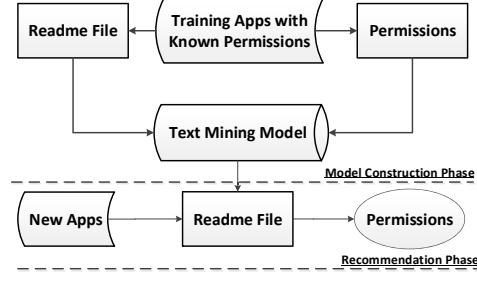 Readme File
Training Apps with
Known Permissions
Permissions
Text Mining Model
Model Construction Phase
New Apps
Readme File
Permissions
Recommendation Phase